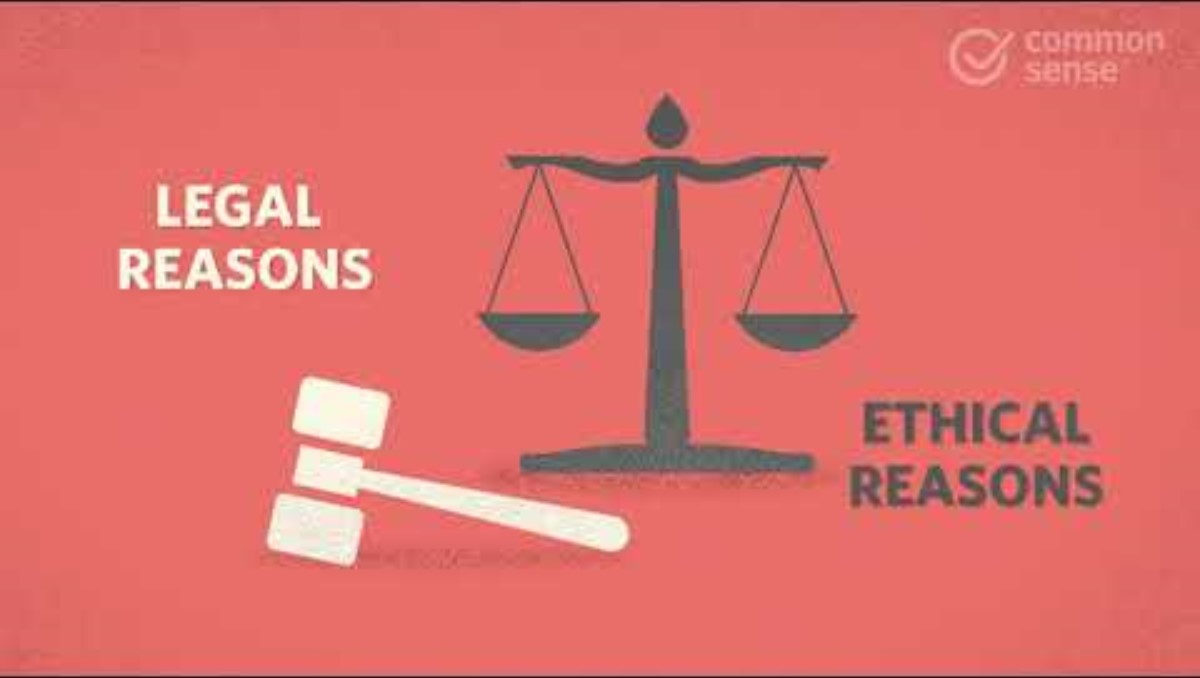 common
sense
LEGAL
REASONS
ETHICAL
REASONS